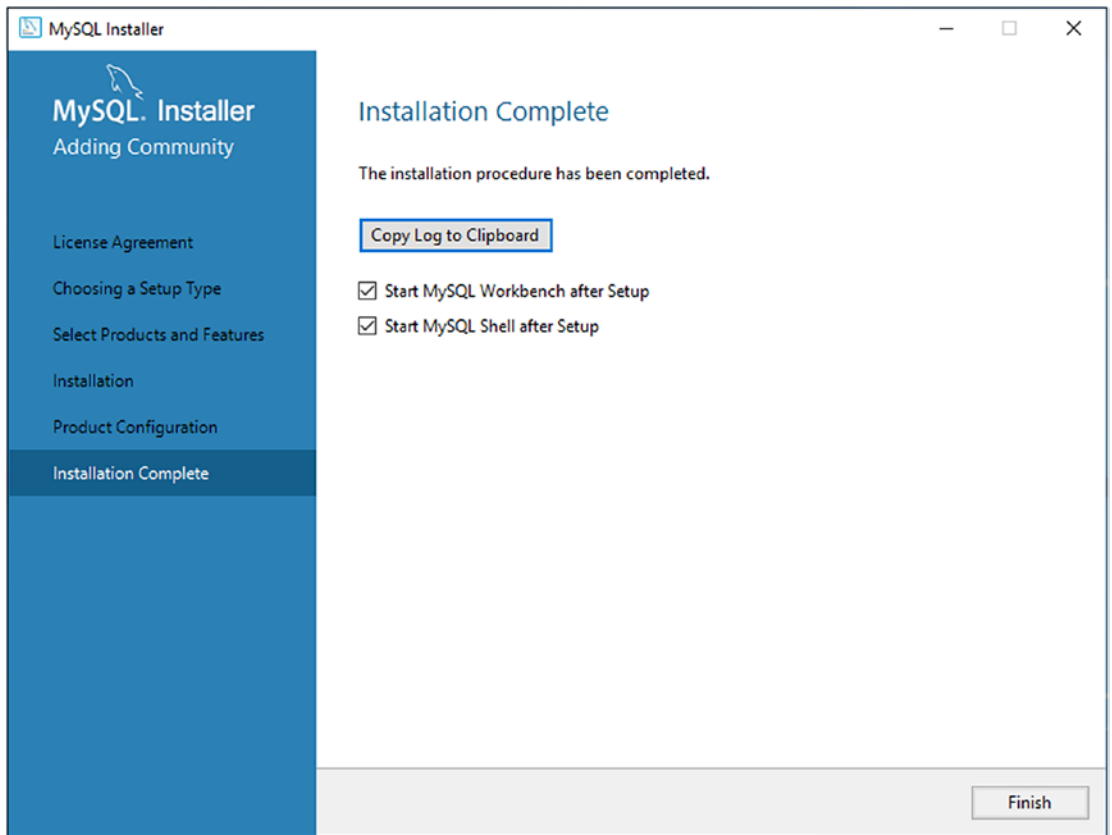 MySQL Installer
MySQL. Installer
Adding Community
License Agreement
Choosing a Setup Type
Select Products and Features
Installation
Product Configuration
Installation Complete
Installation Complete
The installation procedure has been completed.
Copy Log to Clipboard
Start MySQL Workbench after Setup
Start MySQL Shell after Setup
Finish